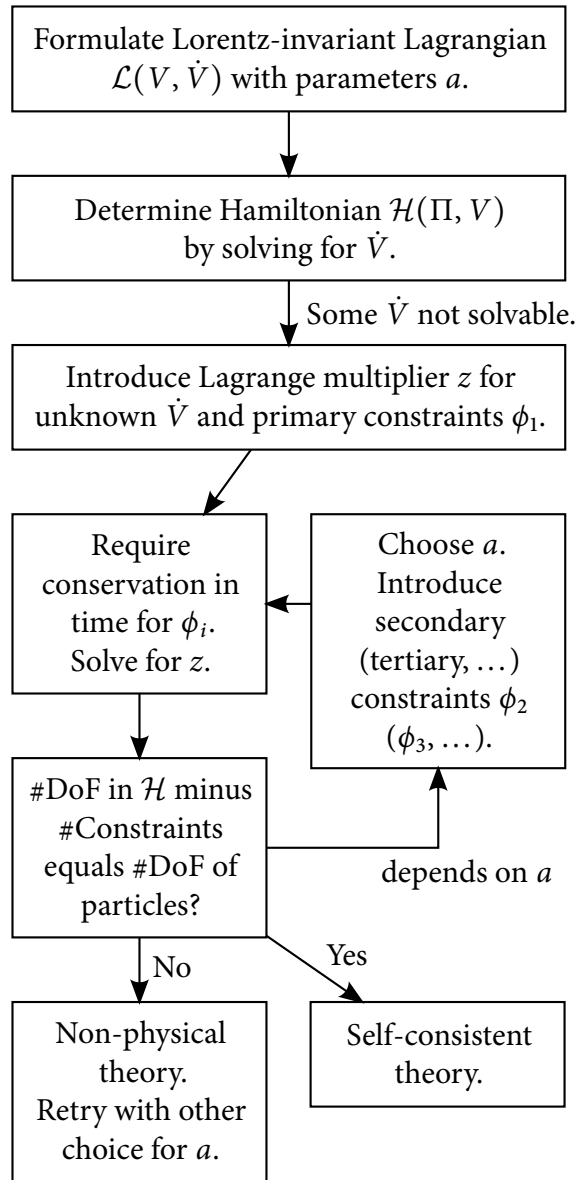 Formulate Lorentz-invariant Lagrangian
ℒ(V, V̇) with parameters a.
Determine Hamiltonian ℋ(Π, V)
by solving for V̇.
Some V̇ not solvable.
Introduce Lagrange multiplier z for
unknown V̇ and primary constraints ϕ₁.
Require
conservation in
time for ϕᵢ.
Solve for z.
Choose a.
Introduce
secondary
(tertiary, …)
constraints ϕ₂
(ϕ₃, …).
#DoF in ℋ minus
#Constraints
equals #DoF of
particles?
depends on a
No
Yes
Non-physical
theory.
Retry with other
choice for a.
Self-consistent
theory.